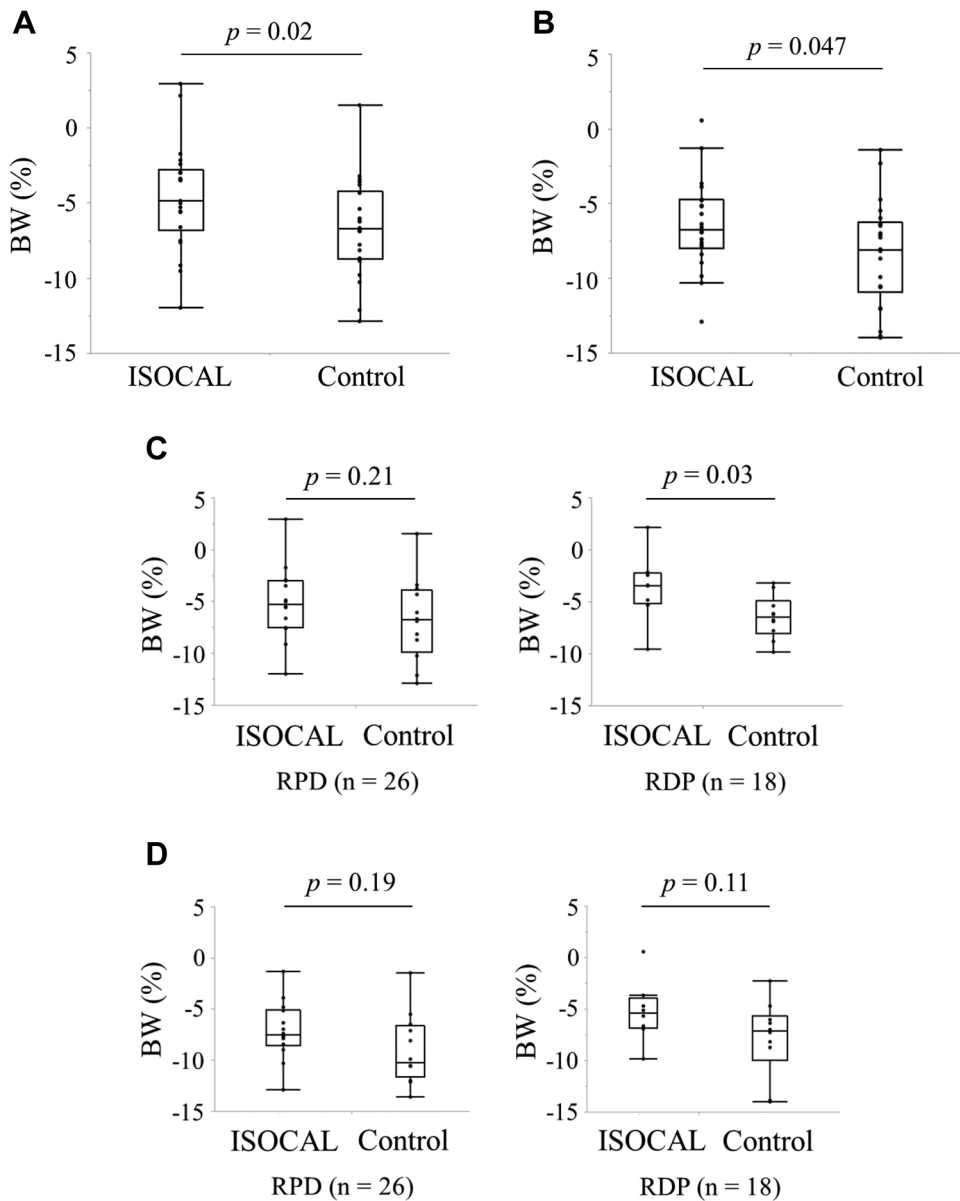 A
p = 0.02
BW (%)
5
0
-5
-10
-15
ISOCAL Control
B
p = 0.047
BW (%)
5
0
-5
-10
-15
ISOCAL Control
C
p = 0.21
BW (%)
5
0
-5
-10
-15
ISOCAL Control
RPD (n = 26)
p = 0.03
BW (%)
5
0
-5
-10
-15
ISOCAL Control
RDP (n = 18)
D
p = 0.19
BW (%)
5
0
-5
-10
-15
ISOCAL Control
RPD (n = 26)
p = 0.11
BW (%)
5
0
-5
-10
-15
ISOCAL Control
RDP (n = 18)